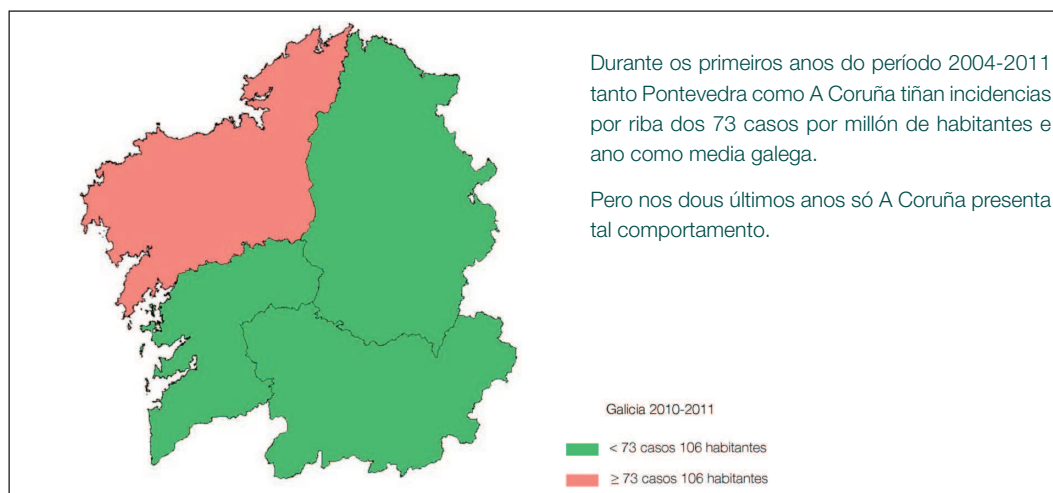 Durante os primeiros anos do período 2004-2011
tanto Pontevedra como A Coruña tiñan incidencias
por riba dos 73 casos por millón de habitantes e
ano como media galega.
Pero nos dous últimos anos só A Coruña presenta
tal comportamento.
Galicia 2010-2011
< 73 casos 106 habitantes
≥ 73 casos 106 habitantes